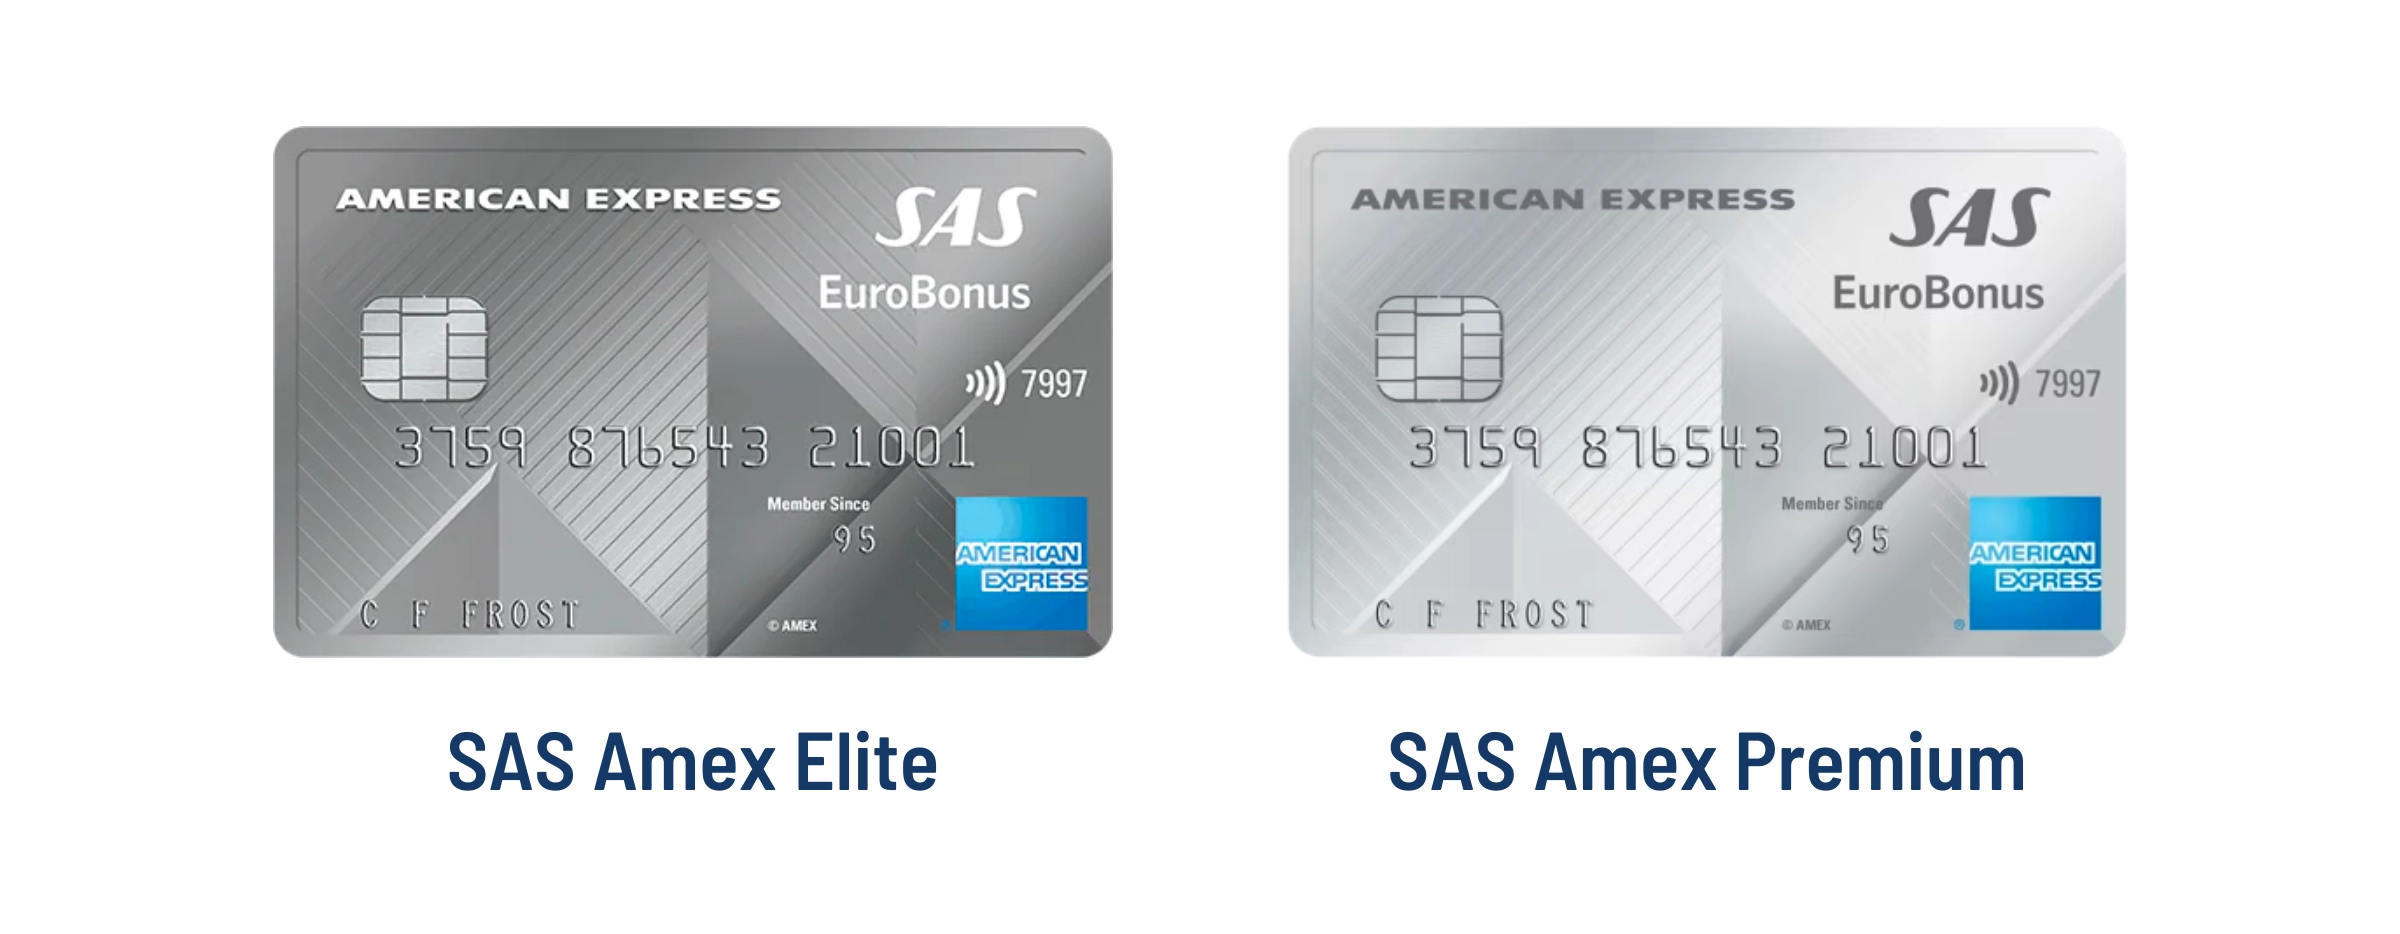 AMERICAN EXPRESS
SAS
EuroBonus
7997
3759 876543 21001
Member Since
95
AMERICAN
EXPRESS
C F FROST
© AMEX
®
SAS Amex Elite
AMERICAN EXPRESS
SAS
EuroBonus
7997
3759 876543 21001
Member Since
95
AMERICAN
EXPRESS
C F FROST
© AMEX
®
SAS Amex Premium